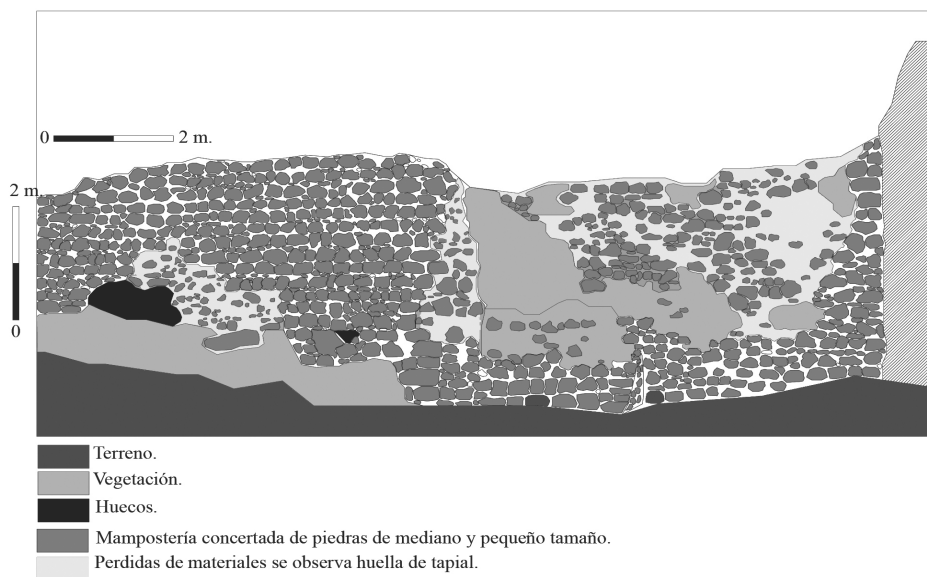 0 2 m.
2 m.
0
Terreno.
Vegetación.
Huecos.
Mampostería concertada de piedras de mediano y pequeño tamaño.
Perdidas de materiales se observa huella de tapial.